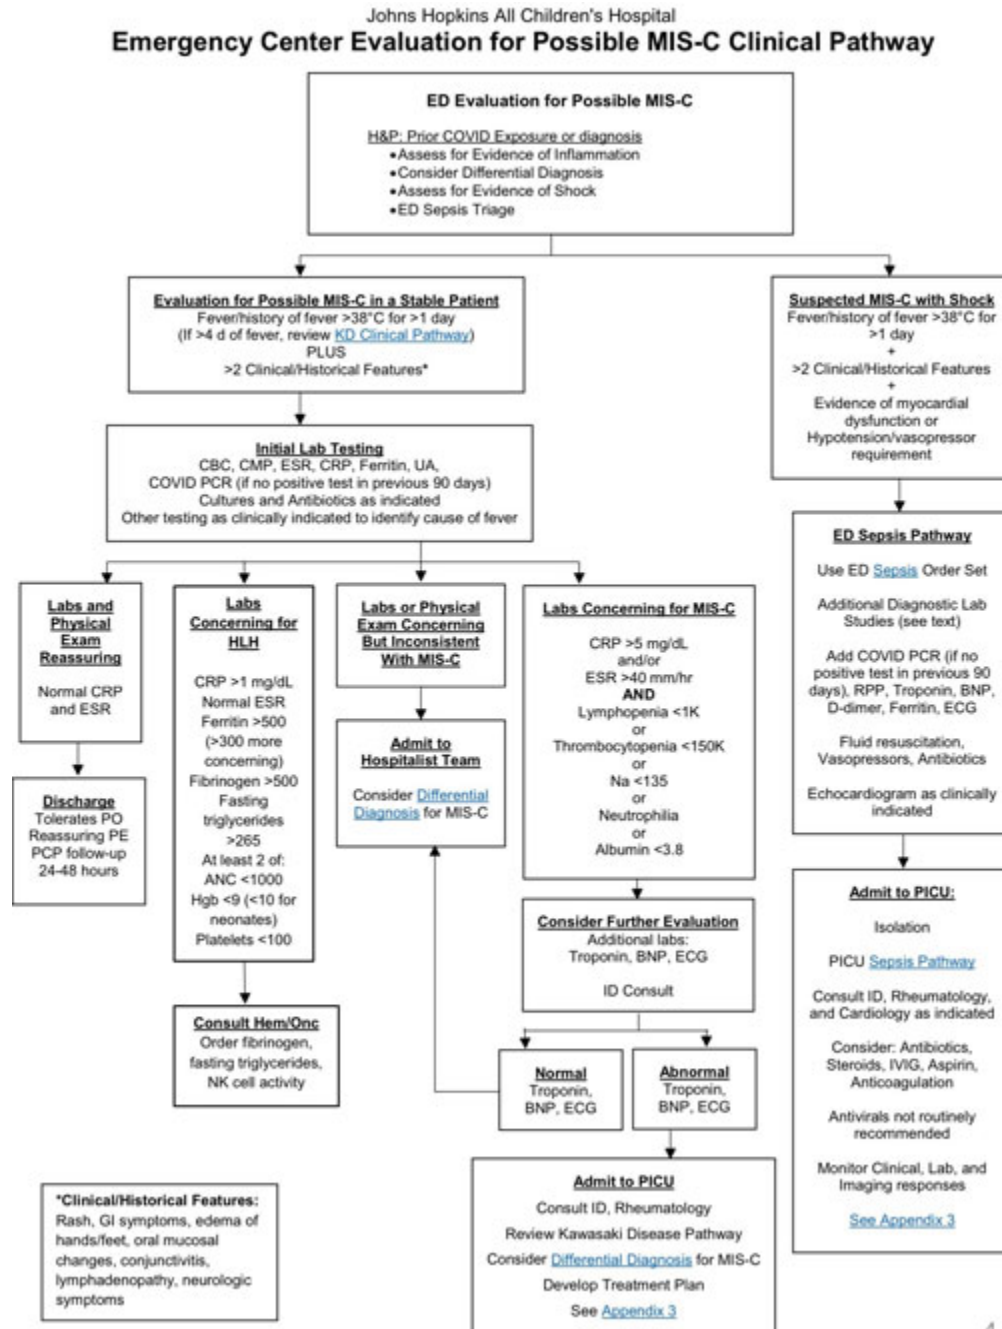 Johns Hopkins All Children's Hospital
Emergency Center Evaluation for Possible MIS-C Clinical Pathway
ED Evaluation for Possible MIS-C
H&P: Prior COVID Exposure or diagnosis
•Assess for Evidence of Inflammation
•Consider Differential Diagnosis
•Assess for Evidence of Shock
•ED Sepsis Triage
Evaluation for Possible MIS-C in a Stable Patient
Fever/history of fever >38°C for >1 day
(If >4 d of fever, review KD Clinical Pathway)
PLUS
>2 Clinical/Historical Features*
Suspected MIS-C with Shock
Fever/history of fever >38°C for
>1 day
+
>2 Clinical/Historical Features
+
Evidence of myocardial
dysfunction or
Hypotension/vasopressor
requirement
Initial Lab Testing
CBC, CMP, ESR, CRP, Ferritin, UA,
COVID PCR (if no positive test in previous 90 days)
Cultures and Antibiotics as indicated
Other testing as clinically indicated to identify cause of fever
Labs and
Physical
Exam
Reassuring
Normal CRP
and ESR
Discharge
Tolerates PO
Reassuring PE
PCP follow-up
24-48 hours
Labs
Concerning for
HLH
CRP >1 mg/dL
Normal ESR
Ferritin >500
(>300 more
concerning)
Fibrinogen >500
Fasting
triglycerides
>265
At least 2 of:
ANC <1000
Hgb <9 (<10 for
neonates)
Platelets <100
Consult Hem/Onc
Order fibrinogen,
fasting triglycerides,
NK cell activity
Labs or Physical
Exam Concerning
But Inconsistent
With MIS-C
Admit to
Hospitalist Team
Consider Differential
Diagnosis for MIS-C
Labs Concerning for MIS-C
CRP >5 mg/dL
and/or
ESR >40 mm/hr
AND
Lymphopenia <1K
or
Thrombocytopenia <150K
or
Na <135
or
Neutrophilia
or
Albumin <3.8
Consider Further Evaluation
Additional labs:
Troponin, BNP, ECG
ID Consult
Normal
Troponin,
BNP, ECG
Abnormal
Troponin,
BNP, ECG
Admit to PICU
Consult ID, Rheumatology
Review Kawasaki Disease Pathway
Consider Differential Diagnosis for MIS-C
Develop Treatment Plan
See Appendix 3
ED Sepsis Pathway
Use ED Sepsis Order Set
Additional Diagnostic Lab
Studies (see text)
Add COVID PCR (if no
positive test in previous 90
days), RPP, Troponin, BNP,
D-dimer, Ferritin, ECG
Fluid resuscitation,
Vasopressors, Antibiotics
Echocardiogram as clinically
indicated
Admit to PICU:
Isolation
PICU Sepsis Pathway
Consult ID, Rheumatology,
and Cardiology as indicated
Consider: Antibiotics,
Steroids, IVIG, Aspirin,
Anticoagulation
Antivirals not routinely
recommended
Monitor Clinical, Lab, and
Imaging responses
See Appendix 3
*Clinical/Historical Features:
Rash, GI symptoms, edema of
hands/feet, oral mucosal
changes, conjunctivitis,
lymphadenopathy, neurologic
symptoms